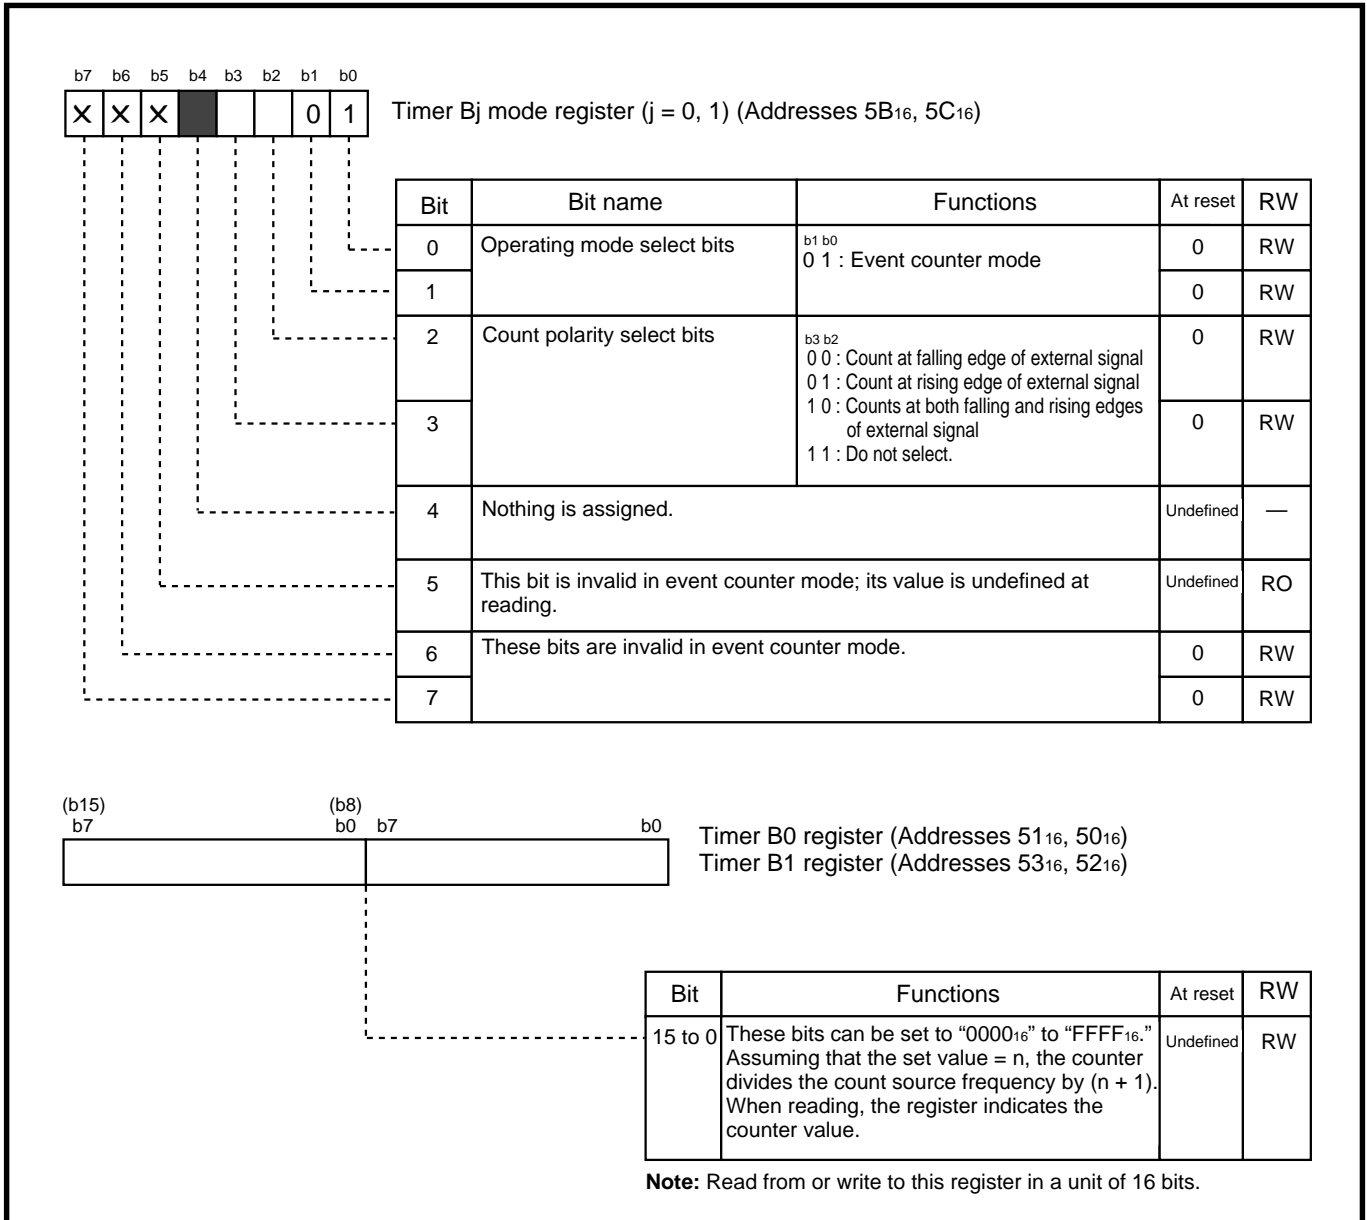 b7 b6 b5 b4 b3 b2 b1 b0
X X X 0 1
Timer Bj mode register (j = 0, 1) (Addresses 5B16, 5C16)
Bit Bit name Functions At reset RW
0 Operating mode select bits b1 b0 0 RW
0 1 : Event counter mode
1 0 RW
2 Count polarity select bits b3 b2 0 RW
0 0 : Count at falling edge of external signal
0 1 : Count at rising edge of external signal
1 0 : Counts at both falling and rising edges
3 of external signal 0 RW
1 1 : Do not select.
4 Nothing is assigned. Undefined —
5 This bit is invalid in event counter mode; its value is undefined at Undefined RO
reading.
6 These bits are invalid in event counter mode. 0 RW
7 0 RW
(b15) (b8)
b7 b0 b7 b0
Timer B0 register (Addresses 5116, 5016)
Timer B1 register (Addresses 5316, 5216)
Bit Functions At reset RW
15 to 0 These bits can be set to “000016” to “FFFF16.” Undefined RW
Assuming that the set value = n, the counter
divides the count source frequency by (n + 1).
When reading, the register indicates the
counter value.
Note: Read from or write to this register in a unit of 16 bits.